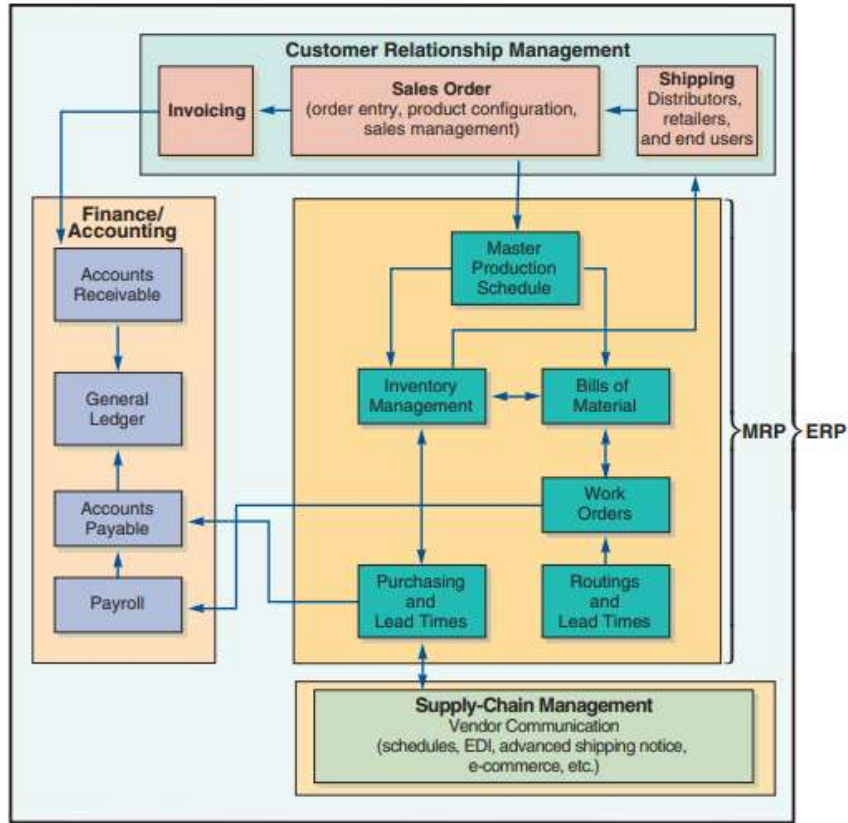 Customer Relationship Management
Invoicing
Sales Order
(order entry, product configuration,
sales management)
Shipping
Distributors,
retailers,
and end users
Finance/
Accounting
Accounts
Receivable
General
Ledger
Accounts
Payable
Payroll
Master
Production
Schedule
Inventory
Management
Bills of
Material
Work
Orders
Purchasing
and
Lead Times
Routings
and
Lead Times
MRP
ERP
Supply-Chain Management
Vendor Communication
(schedules, EDI, advanced shipping notice,
e-commerce, etc.)